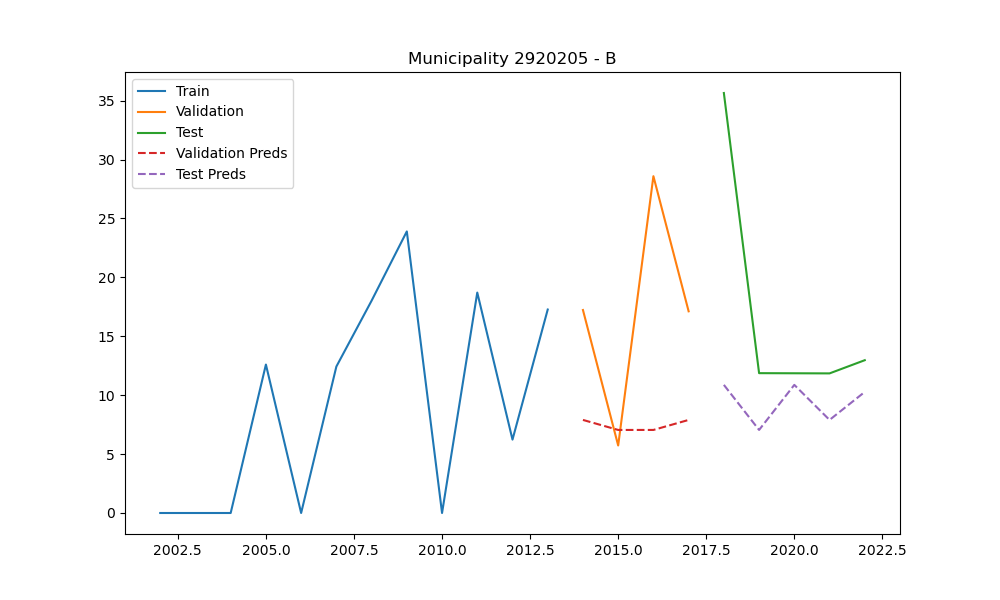 Municipality 2920205 - B
Train
Validation
Test
Validation Preds
Test Preds
35
30
25
20
15
10
5
0
2002.5 2005.0 2007.5 2010.0 2012.5 2015.0 2017.5 2020.0 2022.5